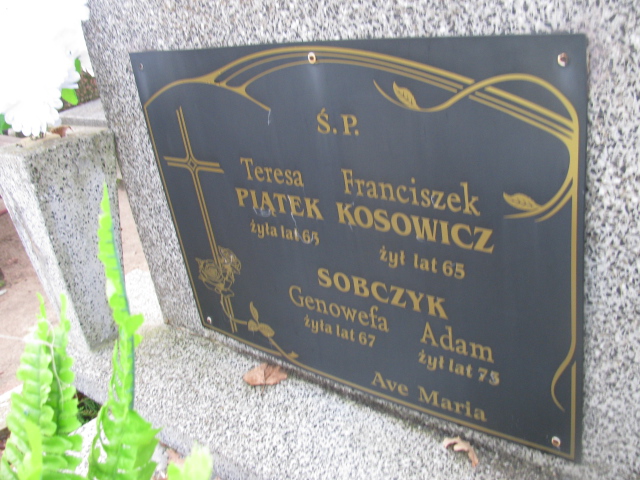 Ś.P.
Teresa Franciszek
PIĄTEK KOSOWICZ
żyła lat 65 żył lat 65
SOBCZYK
Genowefa Adam
żyła lat 67 żył lat 75
Ave Maria